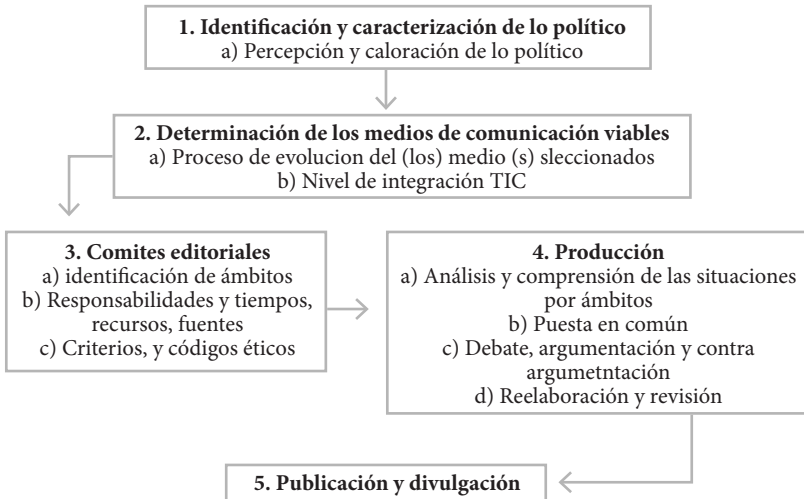 1. Identificación y caracterización de lo político
a) Percepción y caloración de lo político
2. Determinación de los medios de comunicación viables
a) Proceso de evolucion del (los) medio (s) sleccionados
b) Nivel de integración TIC
3. Comites editoriales
a) identificación de ámbitos
b) Responsabilidades y tiempos,
recursos, fuentes
c) Criterios, y códigos éticos
4. Producción
a) Análisis y comprensión de las situaciones
por ámbitos
b) Puesta en común
c) Debate, argumentación y contra
argumetntación
d) Reelaboración y revisión
5. Publicación y divulgación